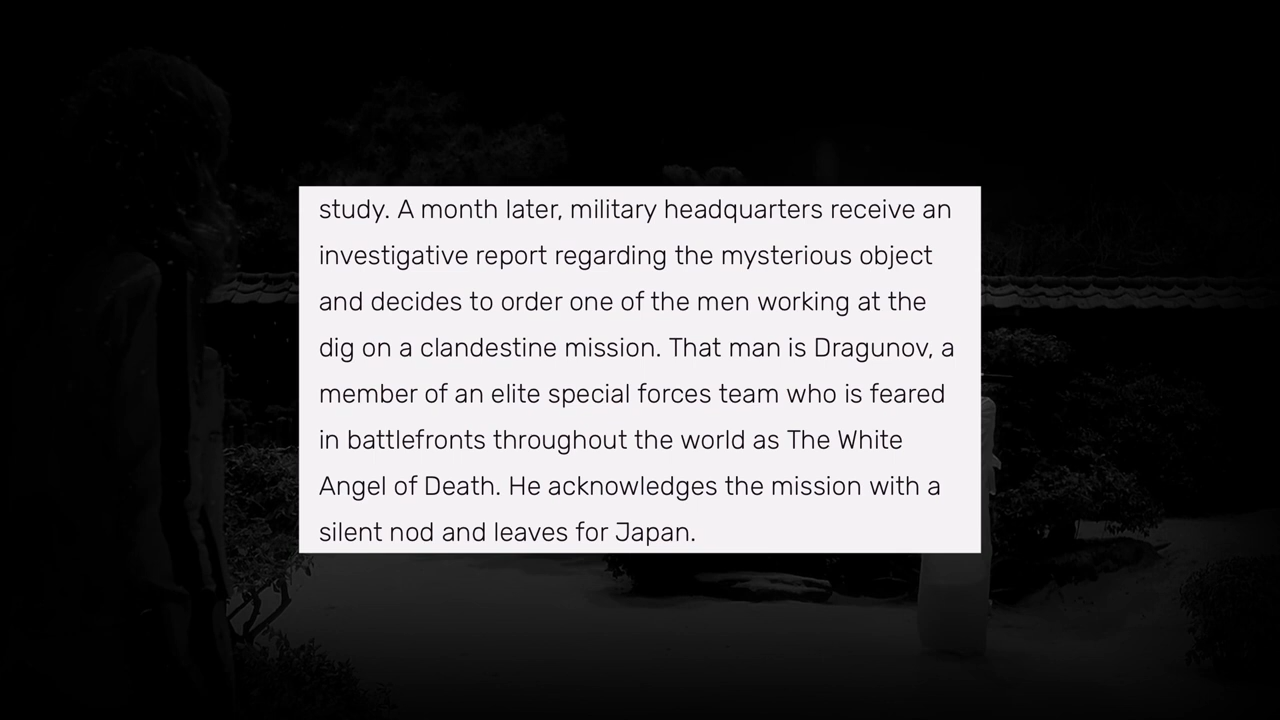 study. A month later, military headquarters receive an
investigative report regarding the mysterious object
and decides to order one of the men working at the
dig on a clandestine mission. That man is Dragunov, a
member of an elite special forces team who is feared
in battlefronts throughout the world as The White
Angel of Death. He acknowledges the mission with a
silent nod and leaves for Japan.